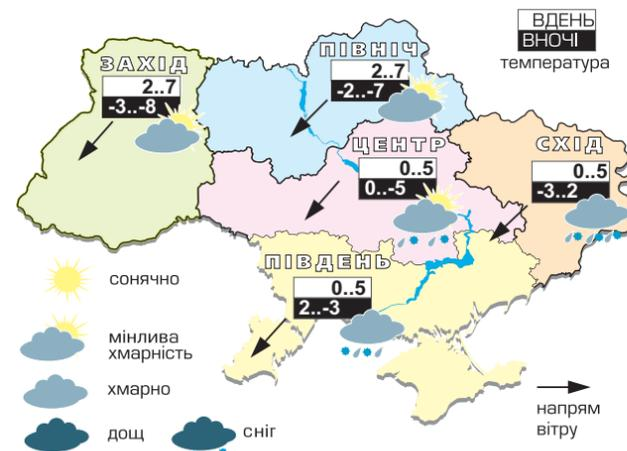 ВДЕНЬ
ВНОЧІ
температура
ПІВНІЧ
2..7
-2..-7
ЗАХІД
2..7
-3..-8
ЦЕНТР
0..5
0..-5
СХІД
0..5
-3..2
ПІВДЕНЬ
0..5
2..-3
сонячно
мінлива
хмарність
хмарно
дощ
сніг
напрям
вітру